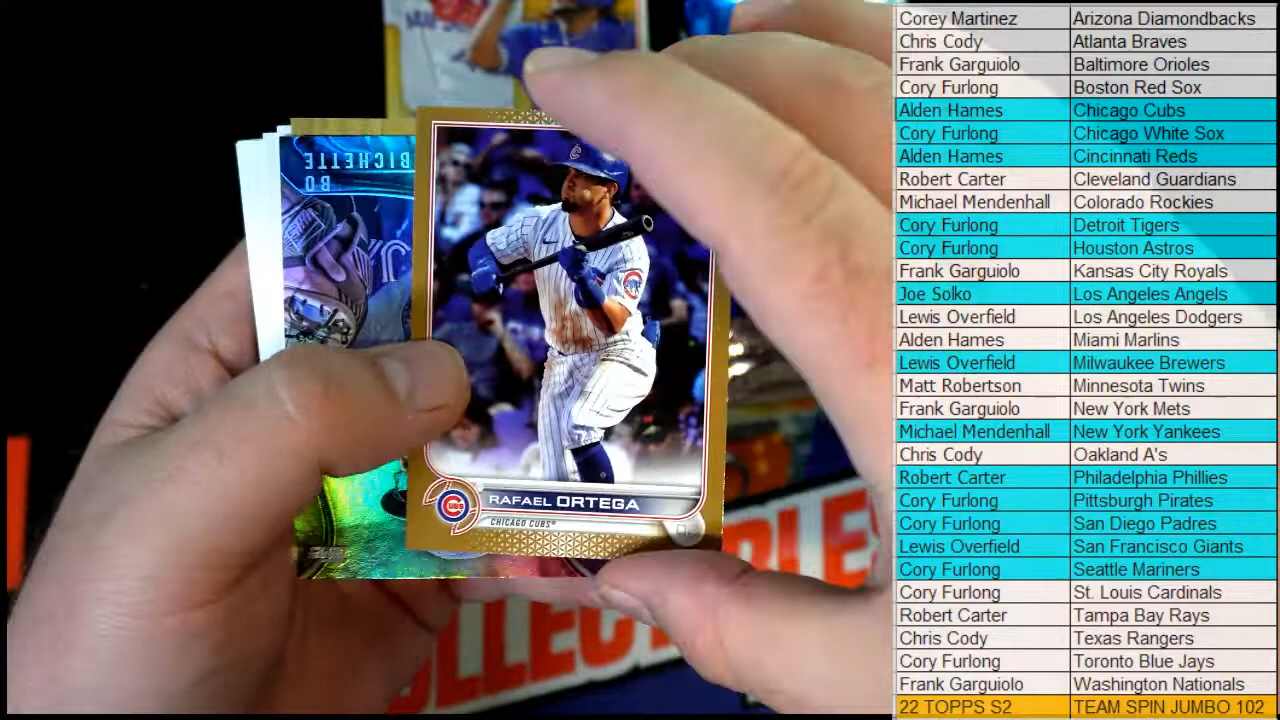 BICHETTE
BO
C
CUBS
RAFAEL ORTEGA
CHICAGO CUBS
COLLEC
BLES
Corey Martinez Arizona Diamondbacks
Chris Cody Atlanta Braves
Frank Garguiolo Baltimore Orioles
Cory Furlong Boston Red Sox
Alden Hames Chicago Cubs
Cory Furlong Chicago White Sox
Alden Hames Cincinnati Reds
Robert Carter Cleveland Guardians
Michael Mendenhall Colorado Rockies
Cory Furlong Detroit Tigers
Cory Furlong Houston Astros
Frank Garguiolo Kansas City Royals
Joe Solko Los Angeles Angels
Lewis Overfield Los Angeles Dodgers
Alden Hames Miami Marlins
Lewis Overfield Milwaukee Brewers
Matt Robertson Minnesota Twins
Frank Garguiolo New York Mets
Michael Mendenhall New York Yankees
Chris Cody Oakland A's
Robert Carter Philadelphia Phillies
Cory Furlong Pittsburgh Pirates
Cory Furlong San Diego Padres
Lewis Overfield San Francisco Giants
Cory Furlong Seattle Mariners
Cory Furlong St. Louis Cardinals
Robert Carter Tampa Bay Rays
Chris Cody Texas Rangers
Cory Furlong Toronto Blue Jays
Frank Garguiolo Washington Nationals
22 TOPPS S2 TEAM SPIN JUMBO 102